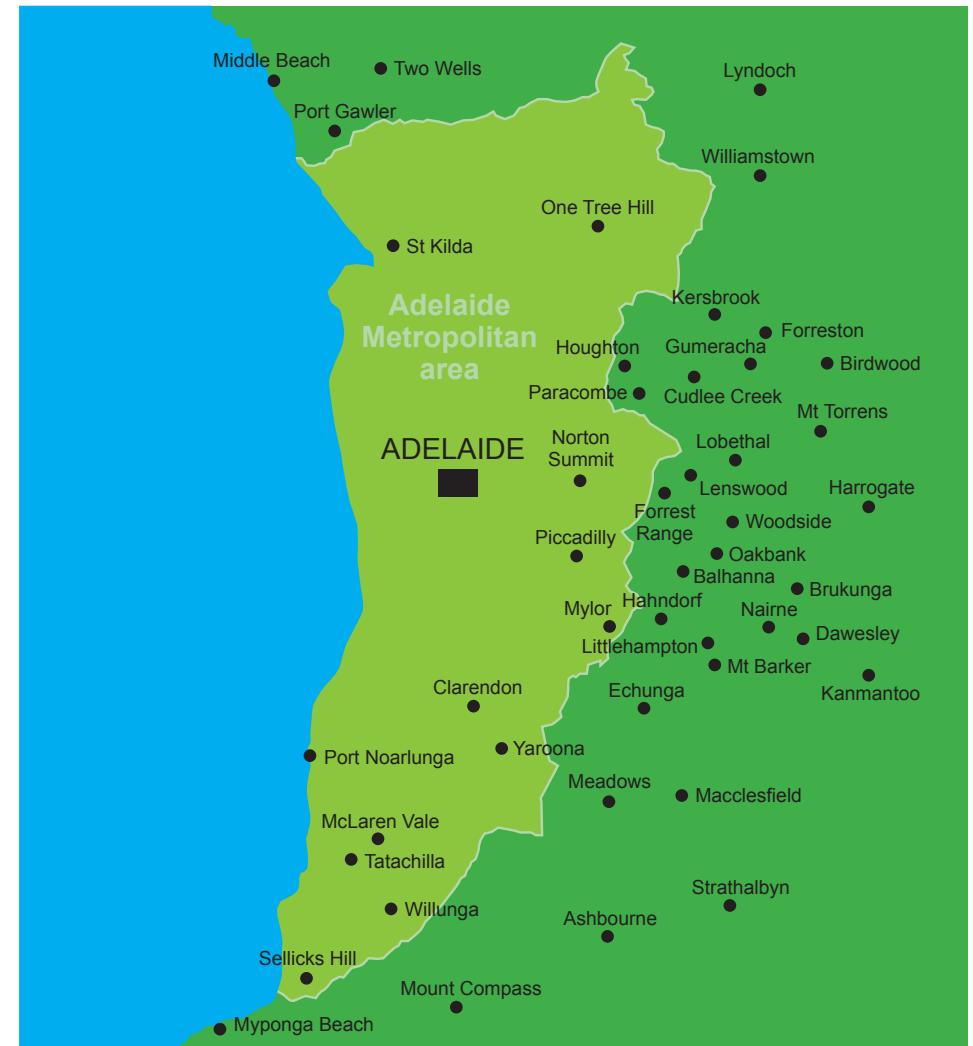 Middle Beach
Two Wells
Lyndoch
Port Gawler
Williamstown
One Tree Hill
St Kilda
Adelaide
Metropolitan
area
Kersbrook
Forreston
Houghton
Gumeracha
Birdwood
Paracombe
Cudlee Creek
Mt Torrens
ADELAIDE
Norton
Summit
Lobethal
Lenswood
Harrogate
Forrest
Range
Woodside
Piccadilly
Oakbank
Balhanna
Brukunga
Mylor
Hahndorf
Nairne
Littlehampton
Dawesley
Mt Barker
Clarendon
Echunga
Kanmantoo
Port Noarlunga
Yaroona
Meadows
Macclesfield
McLaren Vale
Tatachilla
Strathalbyn
Willunga
Ashbourne
Sellicks Hill
Mount Compass
Myponga Beach